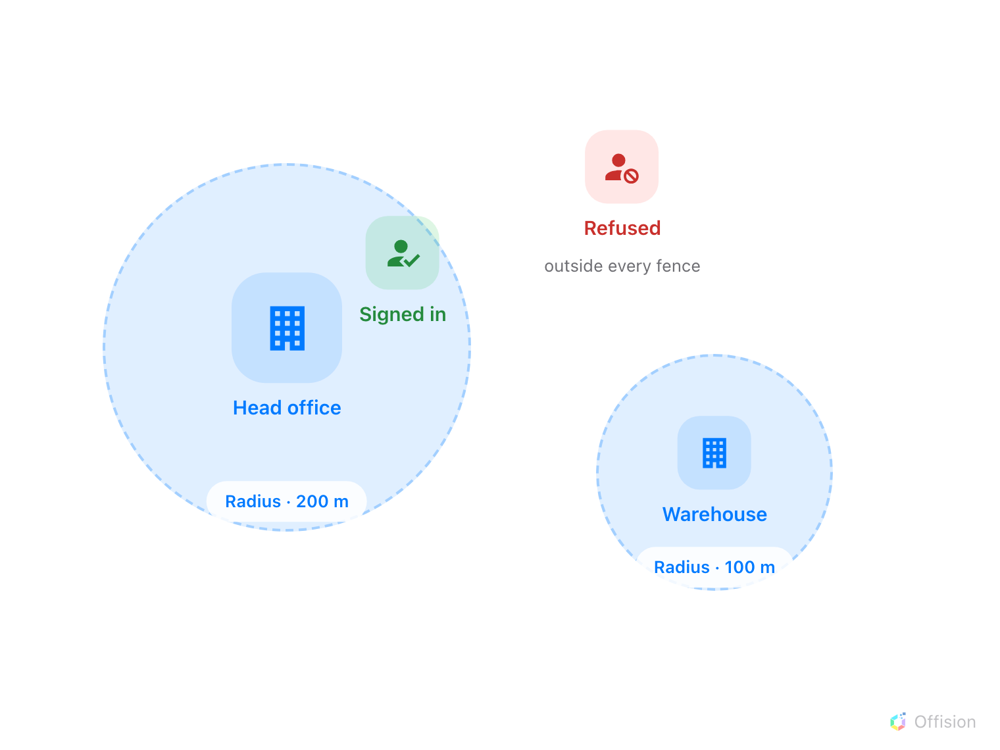 Refused
outside every fence
Signed in
Head office
Radius · 200 m
Warehouse
Radius · 100 m
Offision